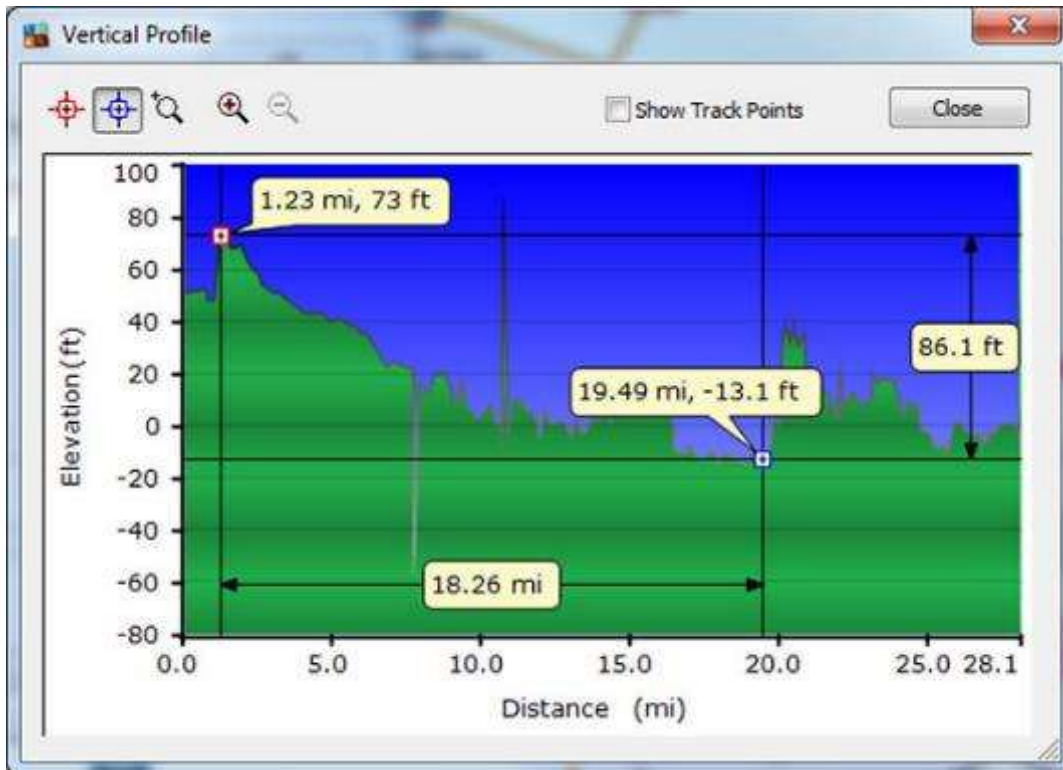 Vertical Profile
Show Track Points
Close
100
80
60
40
20
0
-20
-40
-60
-80
Elevation(ft)
1.23 mi, 73 ft
19.49 mi, -13.1 ft
86.1 ft
18.26 mi
0.0 5.0 10.0 15.0 20.0 25.0 28.1
Distance (mi)